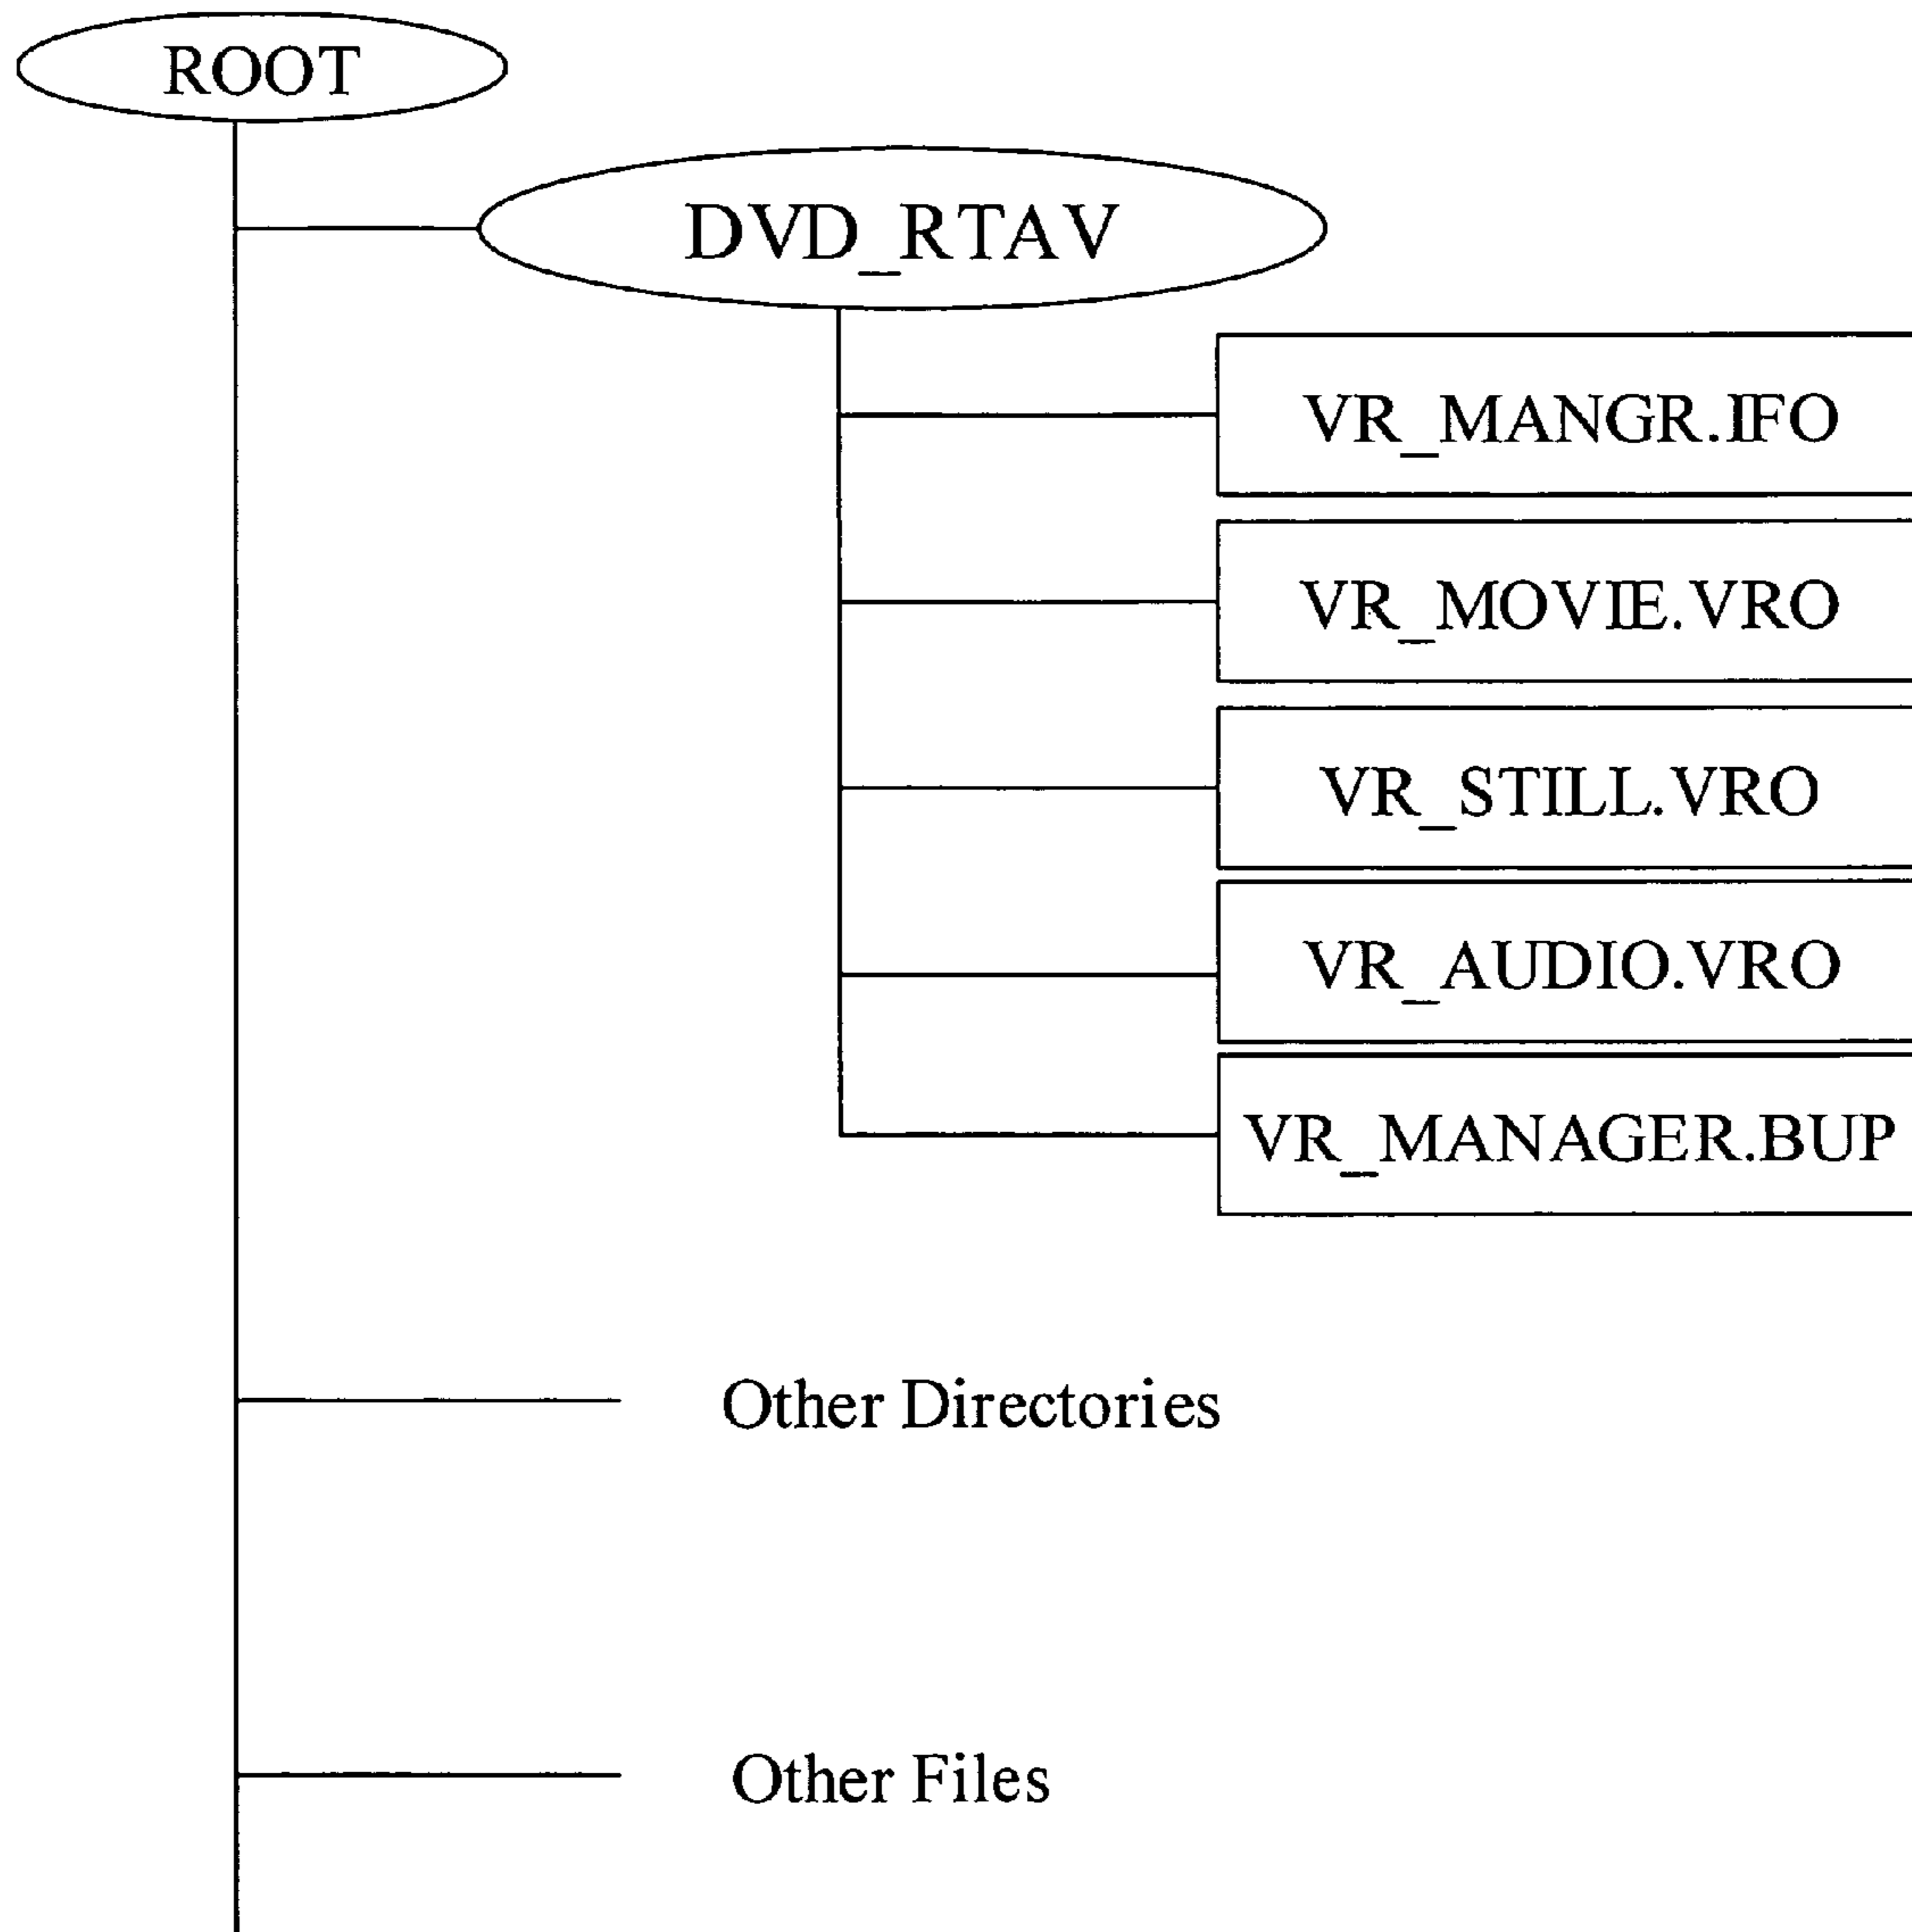 ROOT
DVD_RTAV
VR_MANGR.IFO
VR_MOVIE.VRO
VR_STILL.VRO
VR_AUDIO.VRO
VR_MANAGER.BUP
Other Directories
Other Files